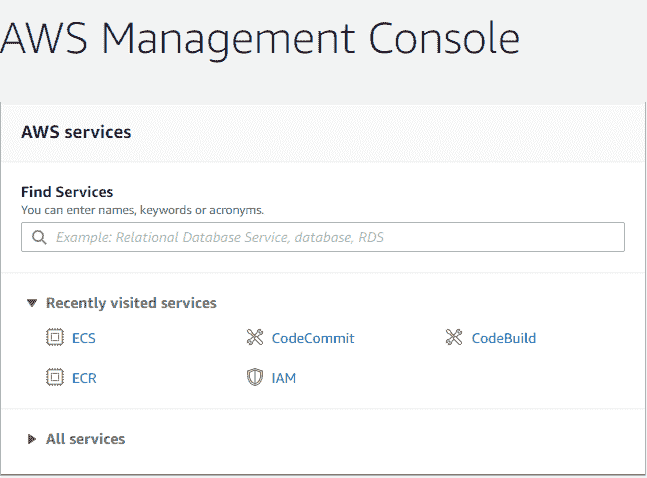 AWS Management Console
AWS services
Find Services
You can enter names, keywords or acronyms.
Example: Relational Database Service, database, RDS
Recently visited services
ECS CodeCommit CodeBuild
ECR IAM
All services